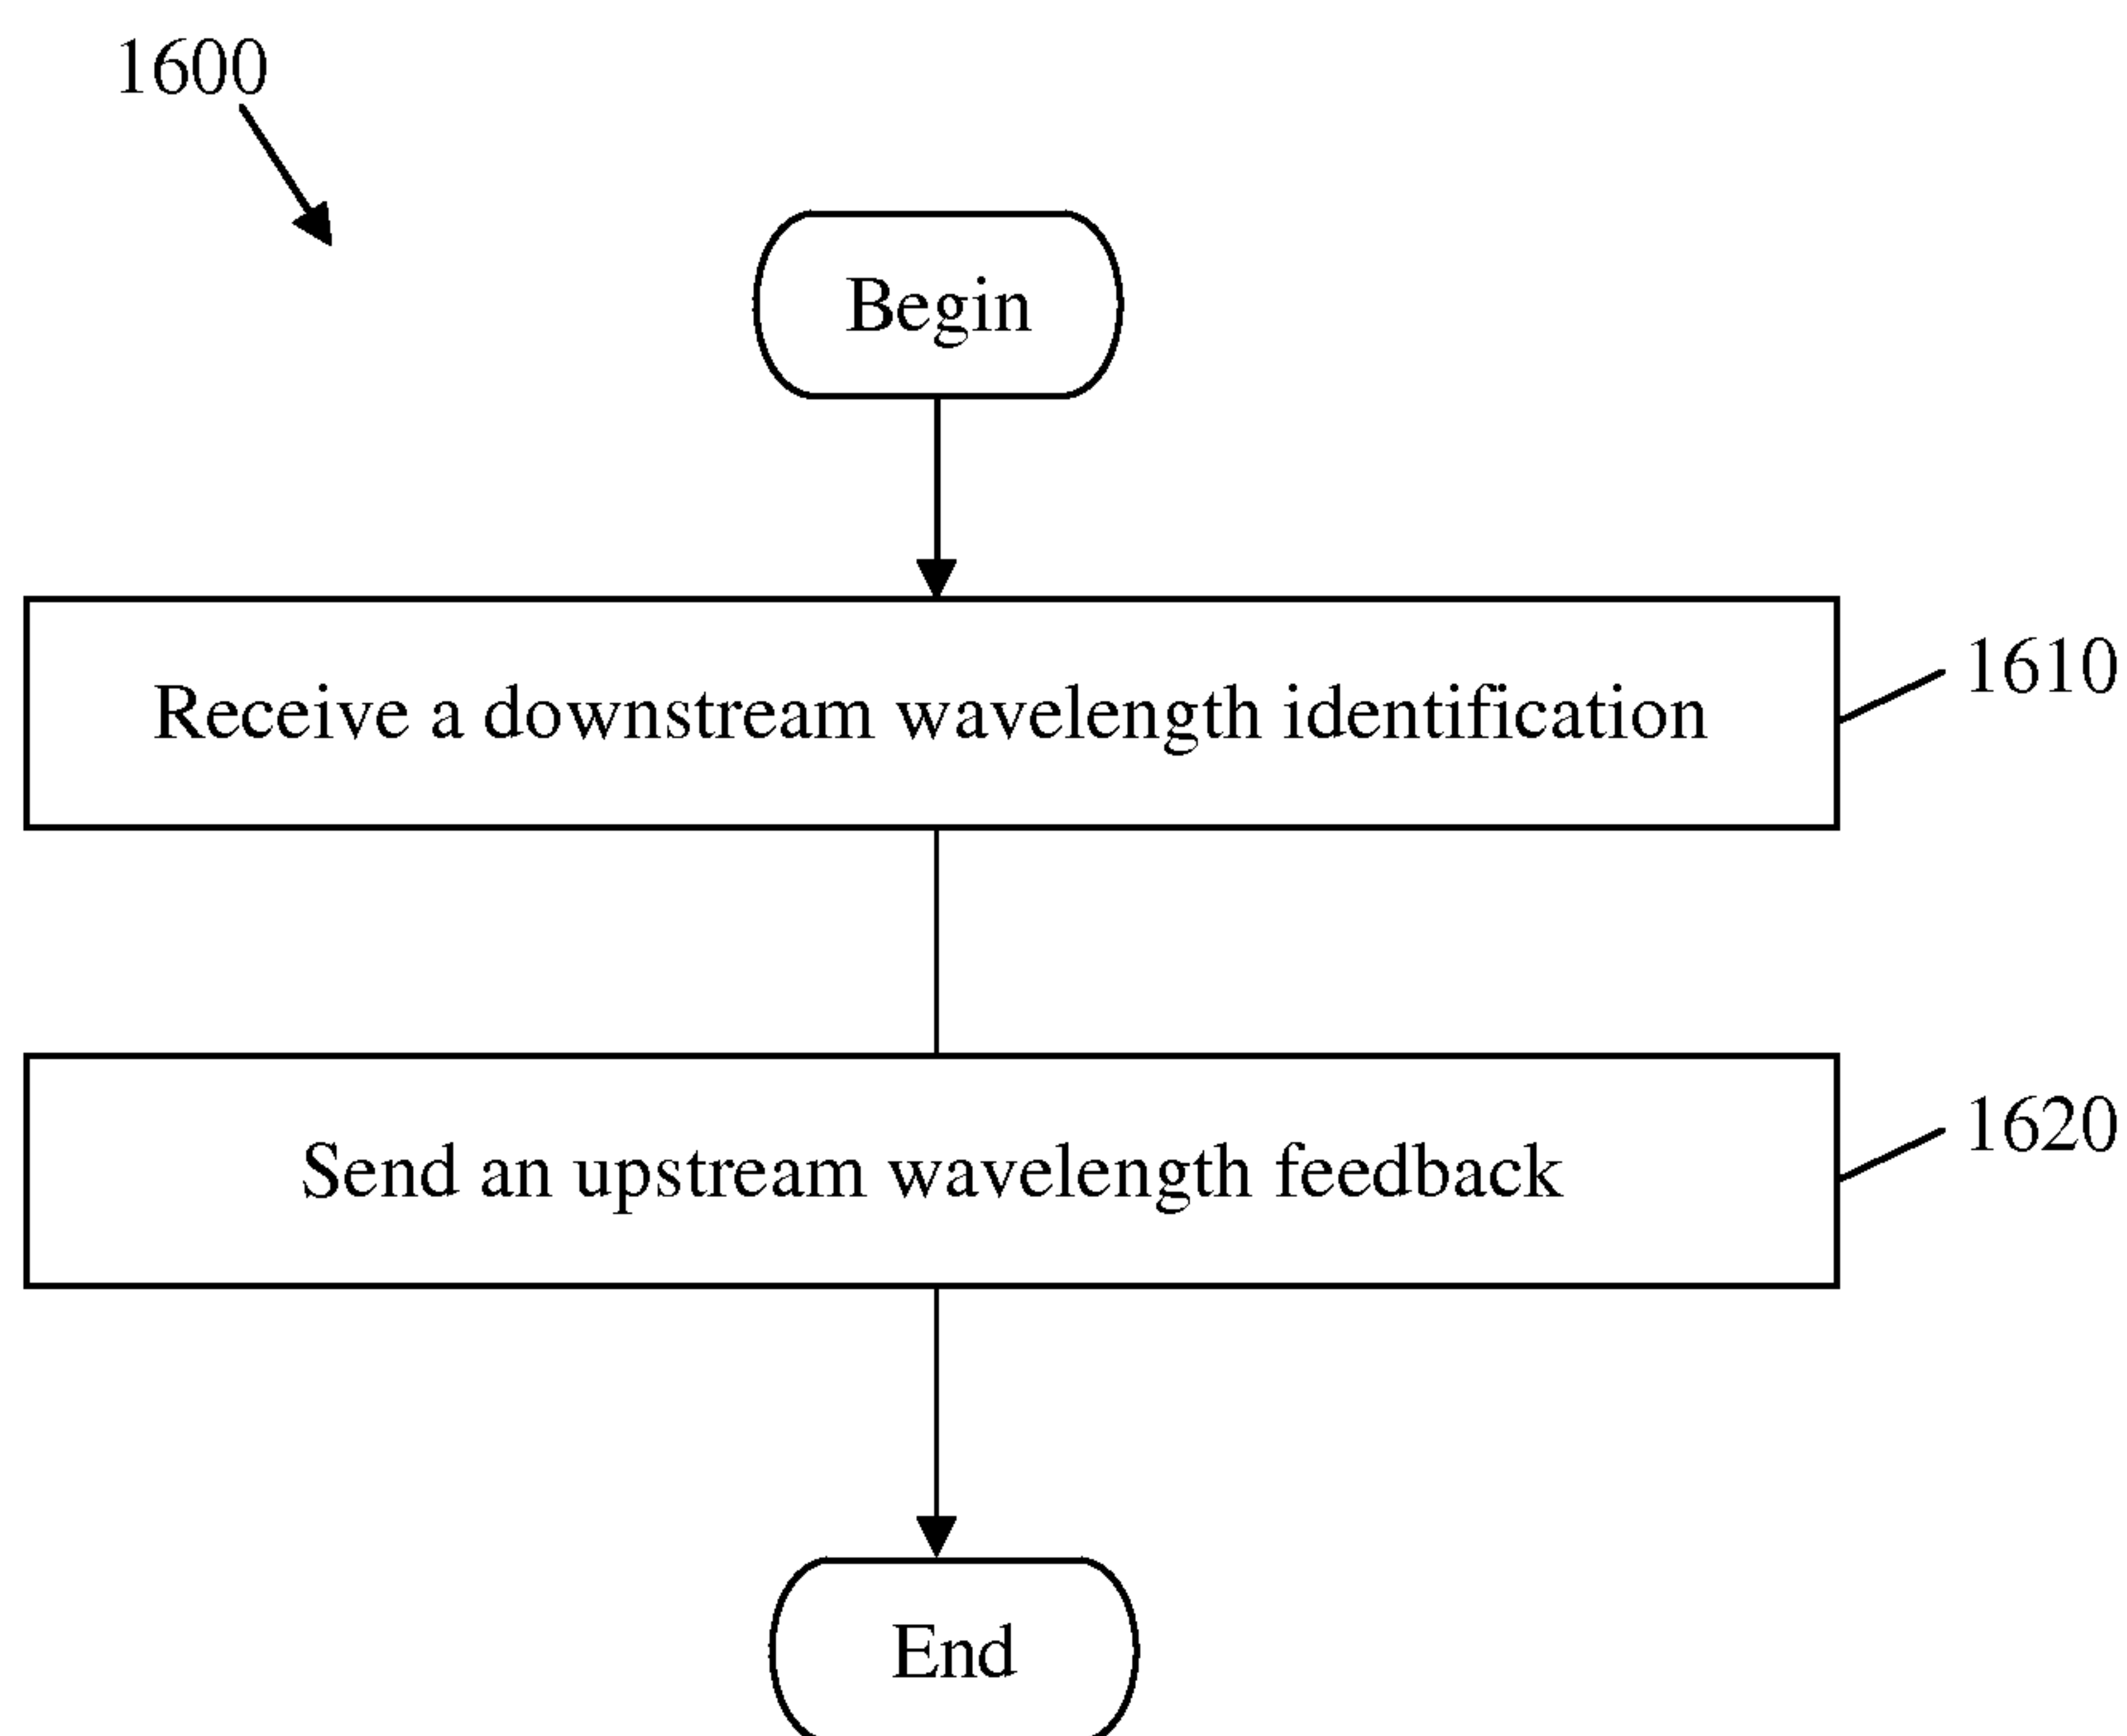 1600
Begin
Receive a downstream wavelength identification
1610
Send an upstream wavelength feedback
1620
End